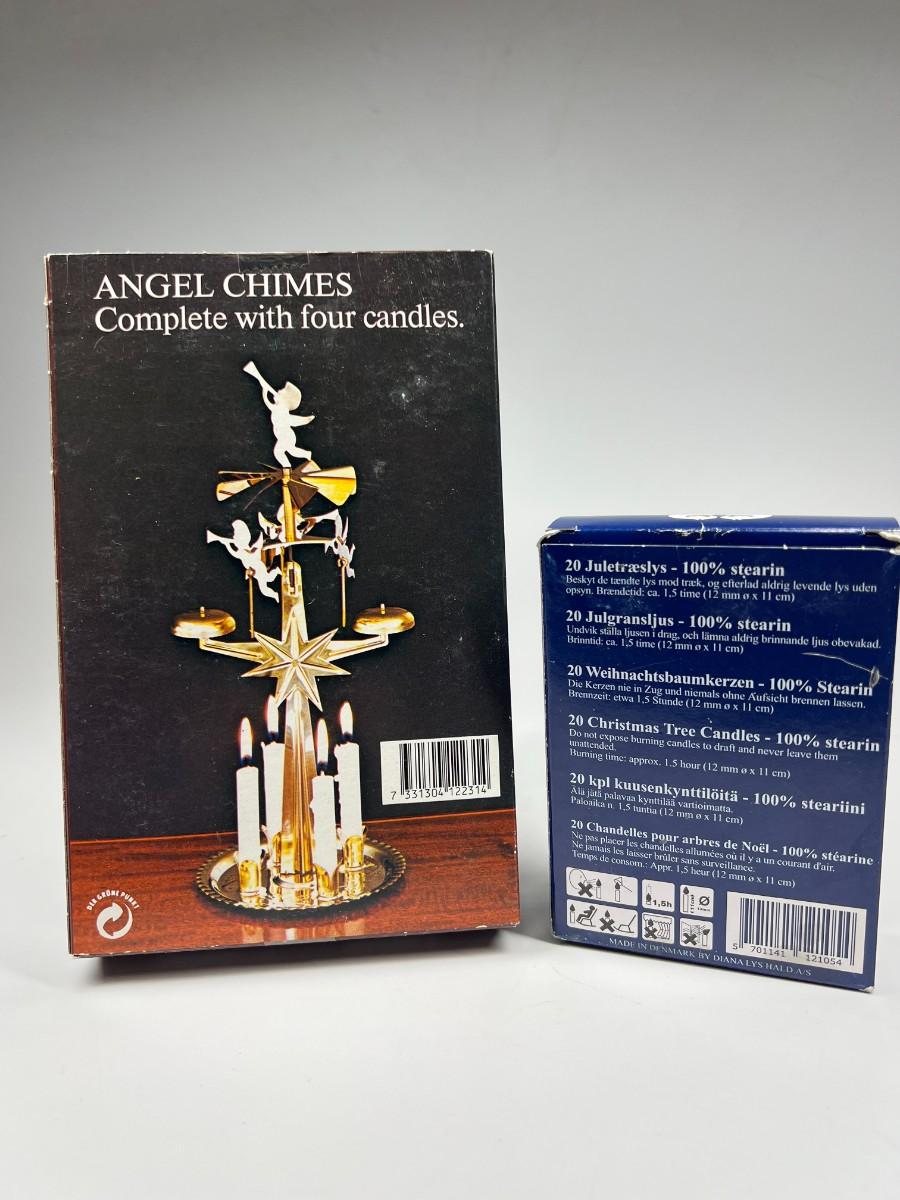 ANGEL CHIMES
Complete with four candles.
7 331304 122314
DER GRÜNE PUNKT
20 Juletræslys - 100% stearin
Beskyt de tændte lys mod træk, og efterlad aldrig levende lys uden
opsyn. Brændetid: ca. 1,5 time (12 mm ø x 11 cm)
20 Julgransljus - 100% stearin
Undvik ställa ljusen i drag, och lämna aldrig brinnande ljus obevakad.
Brinntid: ca. 1,5 time (12 mm ø x 11 cm)
20 Weihnachtsbaumkerzen - 100% Stearin
Die Kerzen nie in Zug und niemals ohne Aufsicht brennen lassen.
Brennzeit: etwa 1,5 Stunde (12 mm ø x 11 cm)
20 Christmas Tree Candles - 100% stearin
Do not expose burning candles to draft and never leave them
unattended.
Burning time: approx. 1.5 hour (12 mm ø x 11 cm)
20 kpl kuusenkynttilöitä - 100% steariini
Älä jätä palavaa kynttilää vartioimatta.
Paloaika n. 1,5 tuntia (12 mm ø x 11 cm)
20 Chandelles pour arbres de Noël - 100% stéarine
Ne pas placer les chandelles allumées où il y a un courant d'air.
Ne jamais les laisser brûler sans surveillance.
Temps de consom.: Appr. 1,5 heur (12 mm ø x 11 cm)
1,5h
5 701141 121054
MADE IN DENMARK BY DIANA LYS HALD A/S